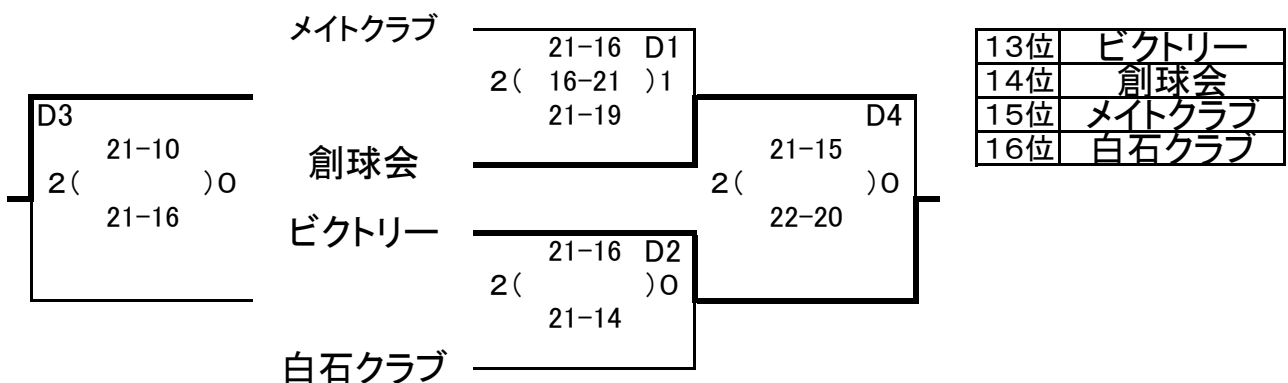 メイトクラブ
21-16 D1
2( 16-21 )1
21-19
創球会
ビクトリー
21-16 D2
2( )0
21-14
白石クラブ
D3
21-10
2( )0
21-16
D4
21-15
2( )0
22-20
13位 ビクトリー
14位 創球会
15位 メイトクラブ
16位 白石クラブ